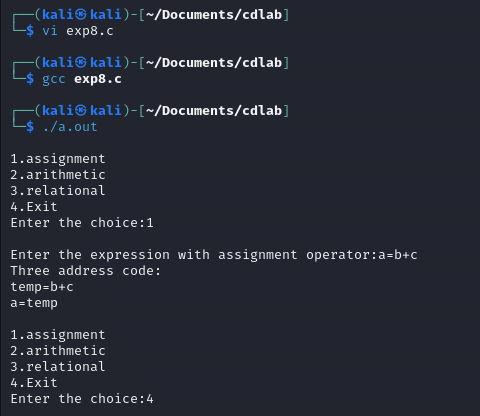 ┌──(kali㉿kali)-[~/Documents/cdlab]
└─$ vi exp8.c
┌──(kali㉿kali)-[~/Documents/cdlab]
└─$ gcc exp8.c
┌──(kali㉿kali)-[~/Documents/cdlab]
└─$ ./a.out
1.assignment
2.arithmetic
3.relational
4.Exit
Enter the choice:1
Enter the expression with assignment operator:a=b+c
Three address code:
temp=b+c
a=temp
1.assignment
2.arithmetic
3.relational
4.Exit
Enter the choice:4